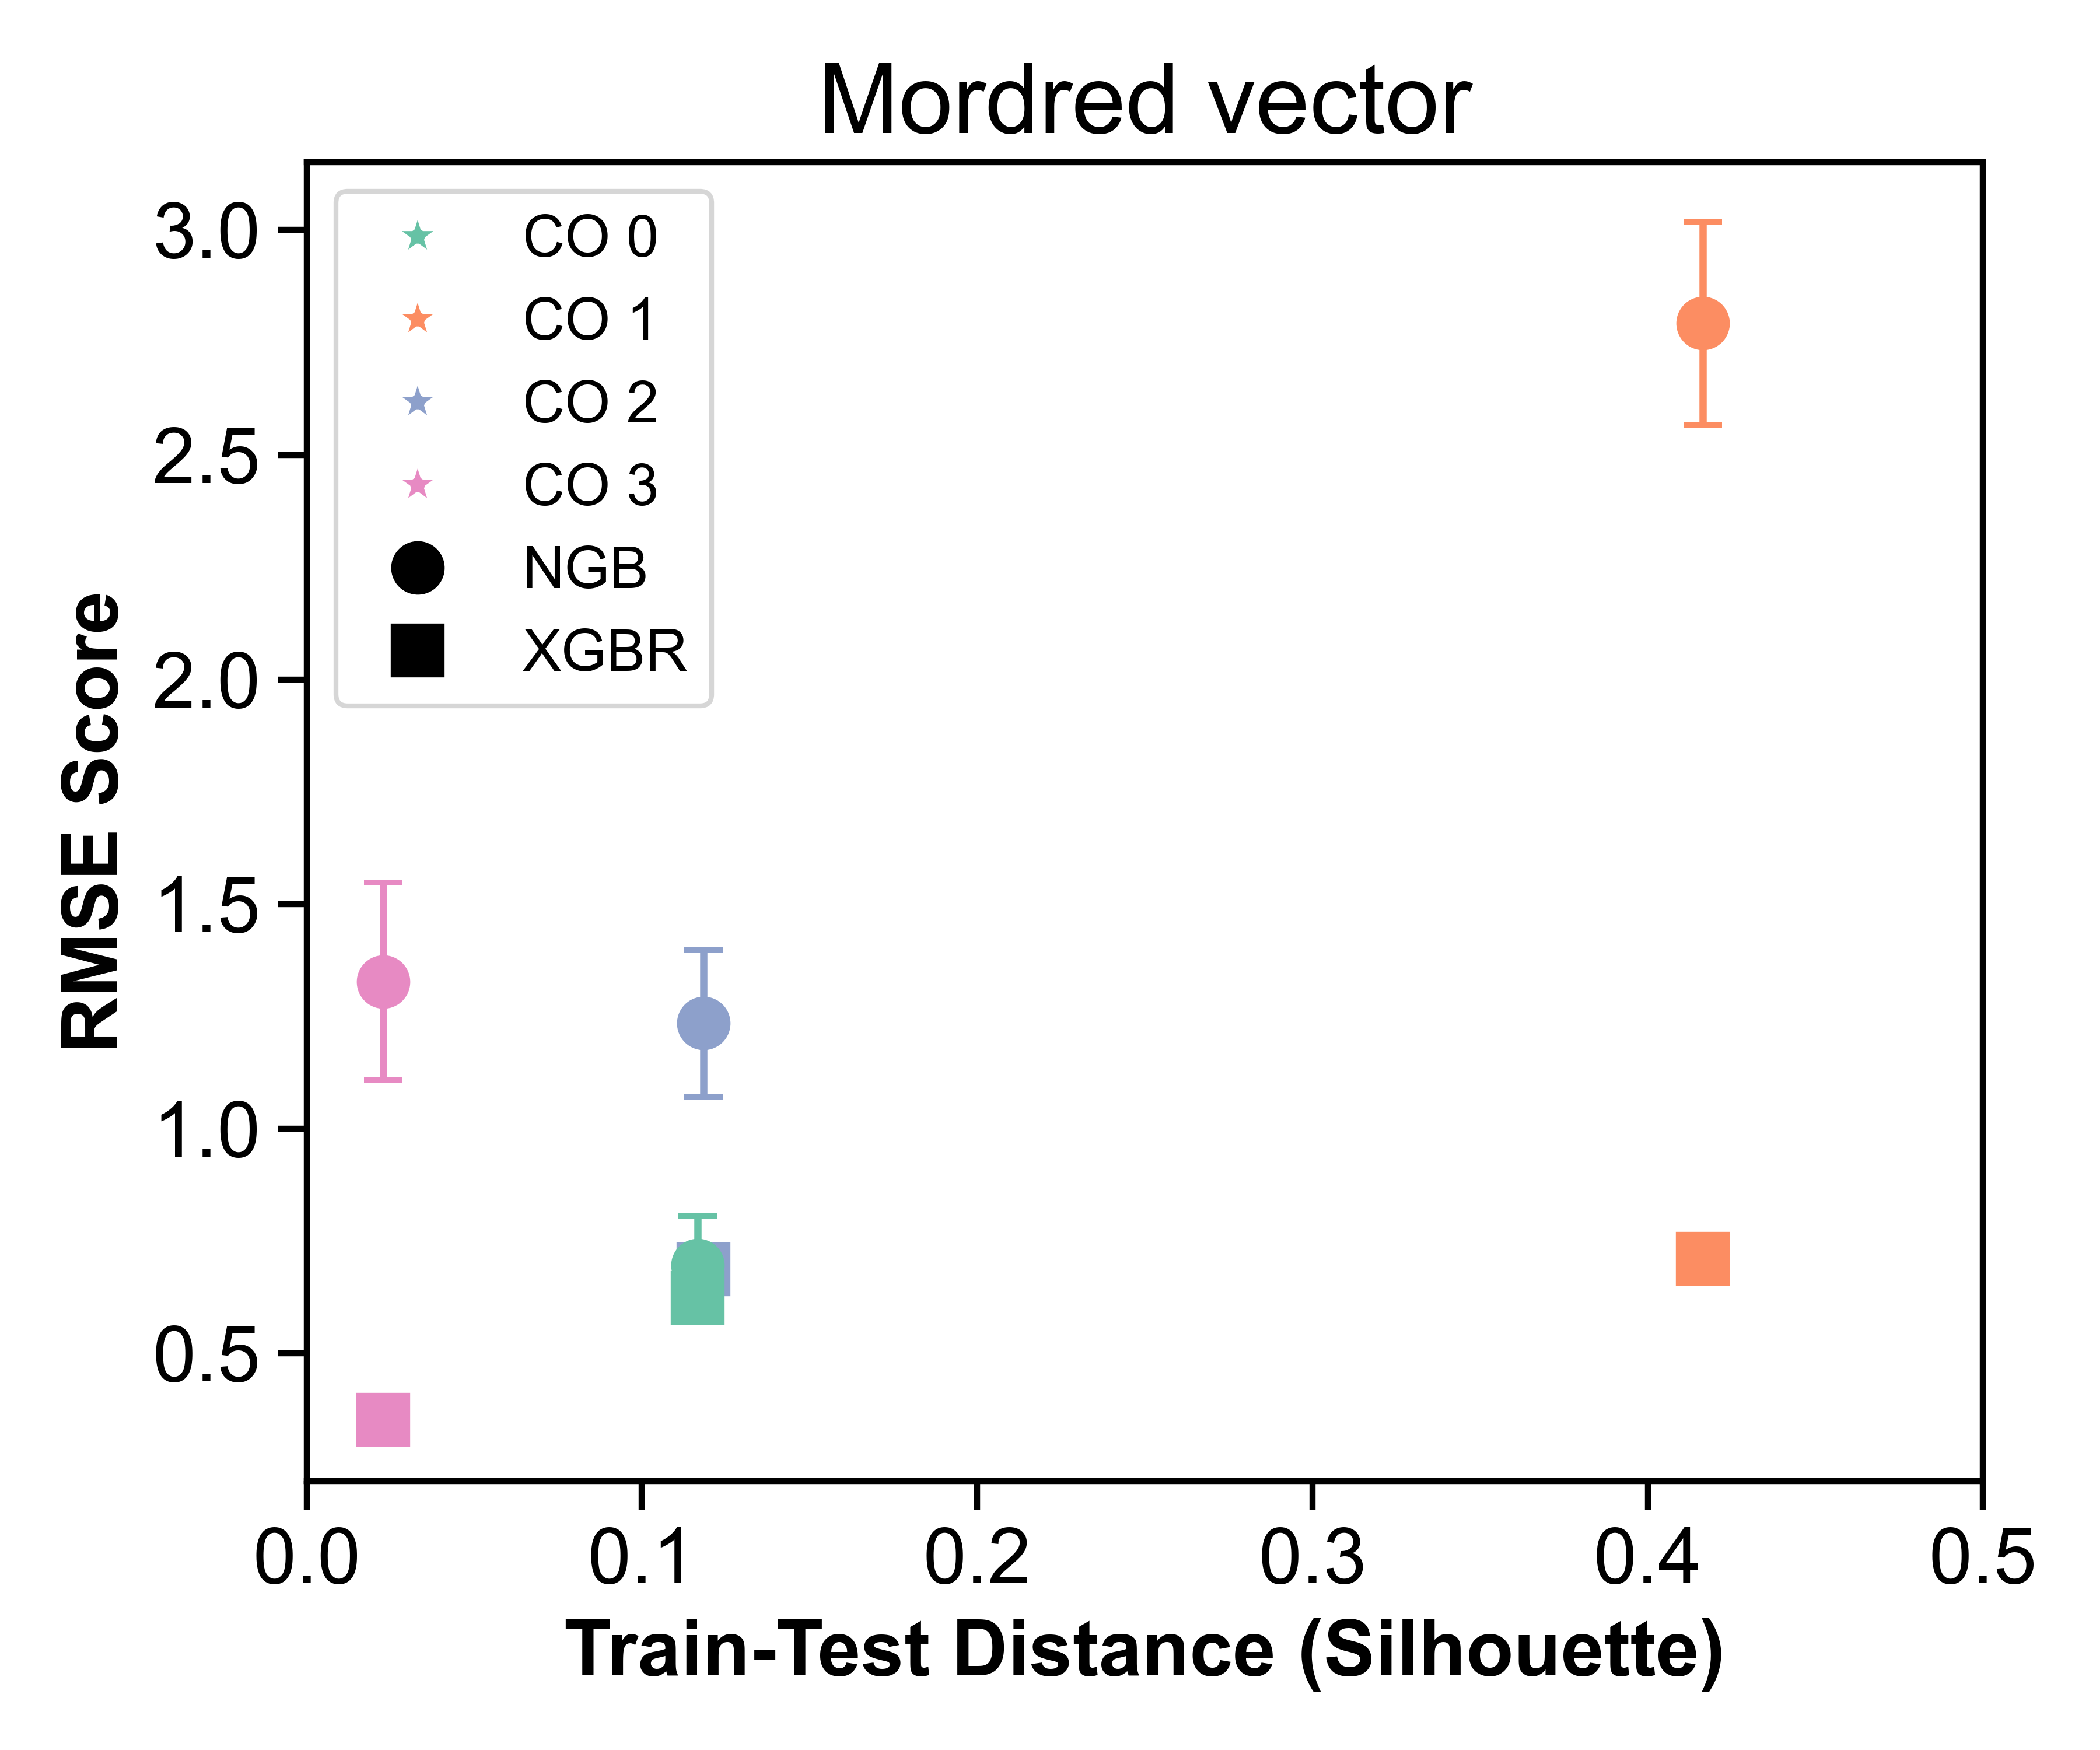 Mordred vector
CO 0
CO 1
CO 2
CO 3
NGB
XGBR
RMSE Score
3.0
2.5
2.0
1.5
1.0
0.5
0.0 0.1 0.2 0.3 0.4 0.5
Train-Test Distance (Silhouette)